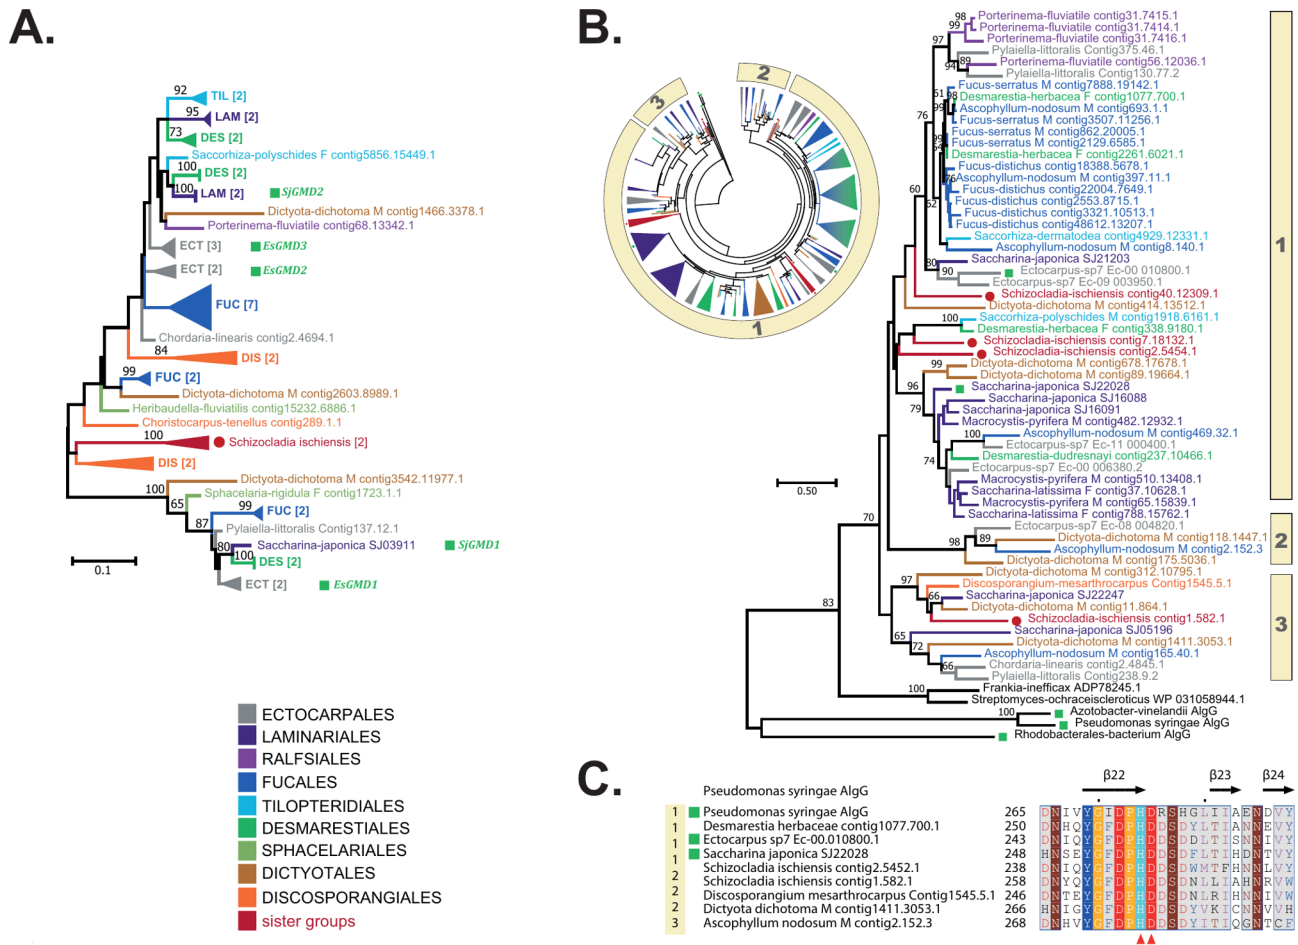 A.
92
TIL [2]
95
LAM [2]
73
DES [2]
Saccorhiza-polyschides F contig5856.15449.1
100
DES [2]
100
LAM [2]
SjGMD2
Dictyota-dichotoma M contig1466.3378.1
Porterinema-fluviatile contig68.13342.1
ECT [3]
EsGMD3
ECT [2]
EsGMD2
FUC [7]
Chordaria-linearis contig2.4694.1
84
DIS [2]
99
FUC [2]
Dictyota-dichotoma M contig2603.8989.1
Heribaudella-fluviatilis contig15232.6886.1
Choristocarpus-tenellus contig289.1.1
100
Schizocladia ischiensis [2]
DIS [2]
Dictyota-dichotoma M contig3542.11977.1
100
Sphacelaria-rigidula F contig1723.1.1
65
99
FUC [2]
87
Pylaiella-littoralis Contig137.12.1
80
Saccharina-japonica SJ03911
SjGMD1
100
DES [2]
ECT [2]
EsGMD1
0.1
ECTOCARPALES
LAMINARIALES
RALFSIALES
FUCALES
TILOPTERIDIALES
DESMARESTIALES
SPHACELARIALES
DICTYOTALES
DISCOSPORANGIALES
sister groups
B.
3
2
1
0.50
98
Porterinema-fluviatile contig31.7415.1
99
Porterinema-fluviatile contig31.7414.1
97
Porterinema-fluviatile contig31.7416.1
Pylaiella-littoralis Contig375.46.1
94
89
Porterinema-fluviatile contig56.12036.1
Pylaiella-littoralis Contig130.77.2
Fucus-serratus M contig7888.19142.1
51
98
Desmarestia-herbacea F contig1077.700.1
99
Ascophyllum-nodosum M contig693.1.1
76
Fucus-serratus M contig3507.11256.1
Fucus-serratus M contig862.20005.1
Fucus-serratus M contig2129.6585.1
Desmarestia-herbacea F contig2261.6021.1
Fucus-distichus contig18388.5678.1
Ascophyllum-nodosum M contig397.11.1
60
Fucus-distichus contig22004.7649.1
52
Fucus-distichus contig2553.8715.1
Fucus-distichus contig3321.10513.1
Fucus-distichus contig48612.13207.1
Saccorhiza-dermatodea contig4929.12331.1
Ascophyllum-nodosum M contig8.140.1
Saccharina-japonica SJ21203
80
90
Ectocarpus-sp7 Ec-00 010800.1
Ectocarpus-sp7 Ec-09 003950.1
Schizocladia-ischiensis contig40.12309.1
Dictyota-dichotoma M contig414.13512.1
Saccorhiza-polyschides M contig1918.6161.1
100
Desmarestia-herbacea F contig338.9180.1
Schizocladia-ischiensis contig7.18132.1
Schizocladia-ischiensis contig2.5454.1
99
Dictyota-dichotoma M contig678.17678.1
Dictyota-dichotoma M contig89.19664.1
96
Saccharina-japonica SJ22028
Saccharina-japonica SJ16088
79
Saccharina-japonica SJ16091
Macrocystis-pyrifera M contig482.12932.1
100
Ascophyllum-nodosum M contig469.32.1
Ectocarpus-sp7 Ec-11 000400.1
74
Desmarestia-dudresnayi contig237.10466.1
Ectocarpus-sp7 Ec-00 006380.2
Macrocystis-pyrifera M contig510.13408.1
Saccharina-latissima F contig37.10628.1
Macrocystis-pyrifera M contig65.15839.1
Saccharina-latissima F contig788.15762.1
1
70
Ectocarpus-sp7 Ec-08 004820.1
98
89
Dictyota-dichotoma M contig118.1447.1
Ascophyllum-nodosum M contig2.152.3
Dictyota-dichotoma M contig175.5036.1
2
Dictyota-dichotoma M contig312.10795.1
97
Discosporangium-mesarthrocarpus Contig1545.5.1
66
Saccharina-japonica SJ22247
Dictyota-dichotoma M contig11.864.1
83
Schizocladia-ischiensis contig1.582.1
65
Saccharina-japonica SJ05196
72
Dictyota-dichotoma M contig1411.3053.1
Ascophyllum-nodosum M contig165.40.1
66
Chordaria-linearis contig2.4845.1
Pylaiella-littoralis Contig238.9.2
3
100
Frankia-inefficax ADP78245.1
Streptomyces-ochraceiscleroticus WP 031058944.1
100
Azotobacter-vinelandii AlgG
Pseudomonas syringae AlgG
Rhodobacterales-bacterium AlgG
C.
β22 β23 β24
Pseudomonas syringae AlgG
1 Pseudomonas syringae AlgG 265 DNIVYGIDPHDRSHGLIIAENDVY
1 Desmarestia herbaceae contig1077.700.1 250 DNHQYGFDPHDDSDYLTIANNEVY
1 Ectocarpus sp7 Ec-00.010800.1 243 DNIQYGFDPHDDSDDLTISNNIVY
1 Saccharina japonica SJ22028 248 HNSEYGFDPHDDSDFLTIHDNTVY
2 Schizocladia ischiensis contig2.5452.1 238 DNIQYGFDPHDDSDWMTFHNNLVY
2 Schizocladia ischiensis contig1.582.1 258 DNYQYGFDPHDDSDNLLIAHNRVW
2 Discosporangium mesarthrocarpus Contig1545.5.1 246 DNTEYGFDPHDDSDNLRIHNNIVW
2 Dictyota dichotoma M contig1411.3053.1 266 HNIGYGFDPHDDSDYVKICNNVVH
3 Ascophyllum nodosum M contig2.152.3 268 DNIVYGFDPHDDSDYLTIQGNTCF